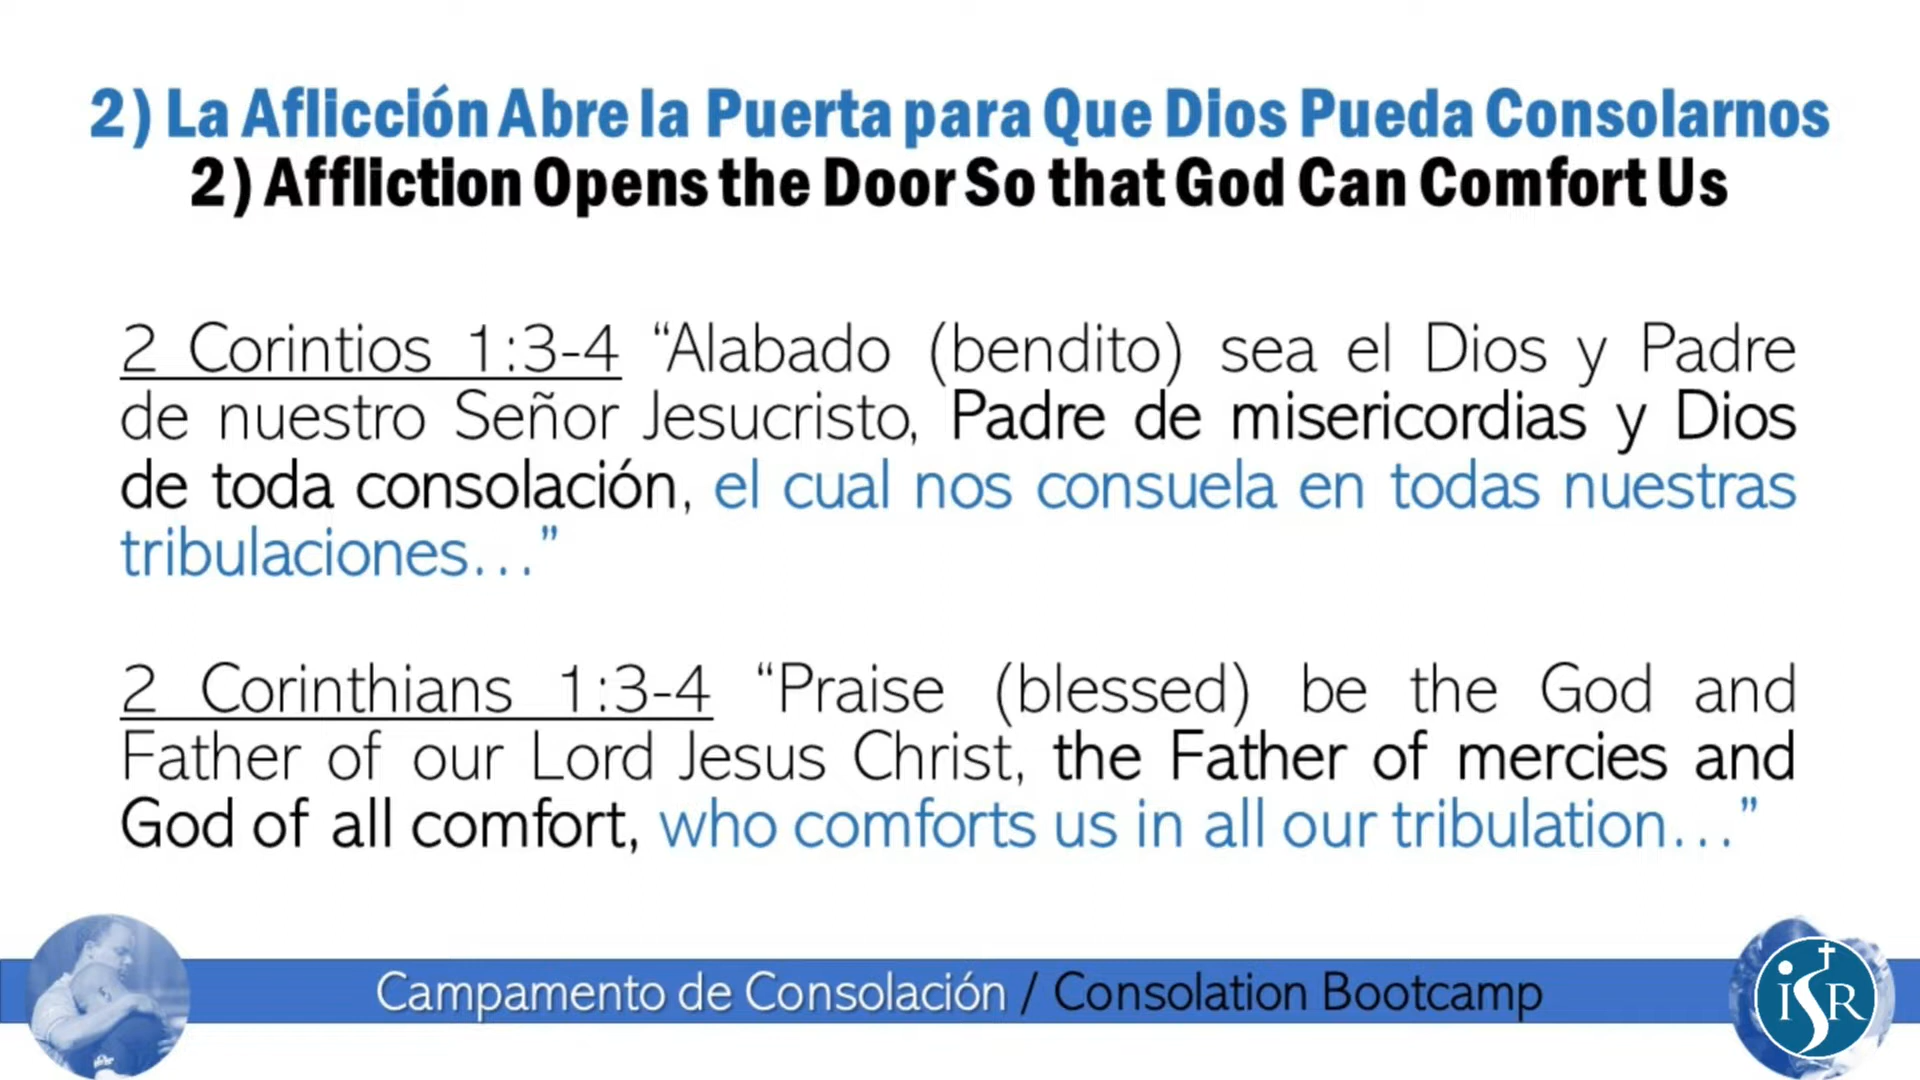 2) La Aflicción Abre la Puerta para Que Dios Pueda Consolarnos
2) Affliction Opens the Door So that God Can Comfort Us
2 Corintios 1:3-4 “Alabado (bendito) sea el Dios y Padre
de nuestro Señor Jesucristo, Padre de misericordias y Dios
de toda consolación, el cual nos consuela en todas nuestras
tribulaciones…”
2 Corinthians 1:3-4 “Praise (blessed) be the God and
Father of our Lord Jesus Christ, the Father of mercies and
God of all comfort, who comforts us in all our tribulation…”
Campamento de Consolación / Consolation Bootcamp
iSR